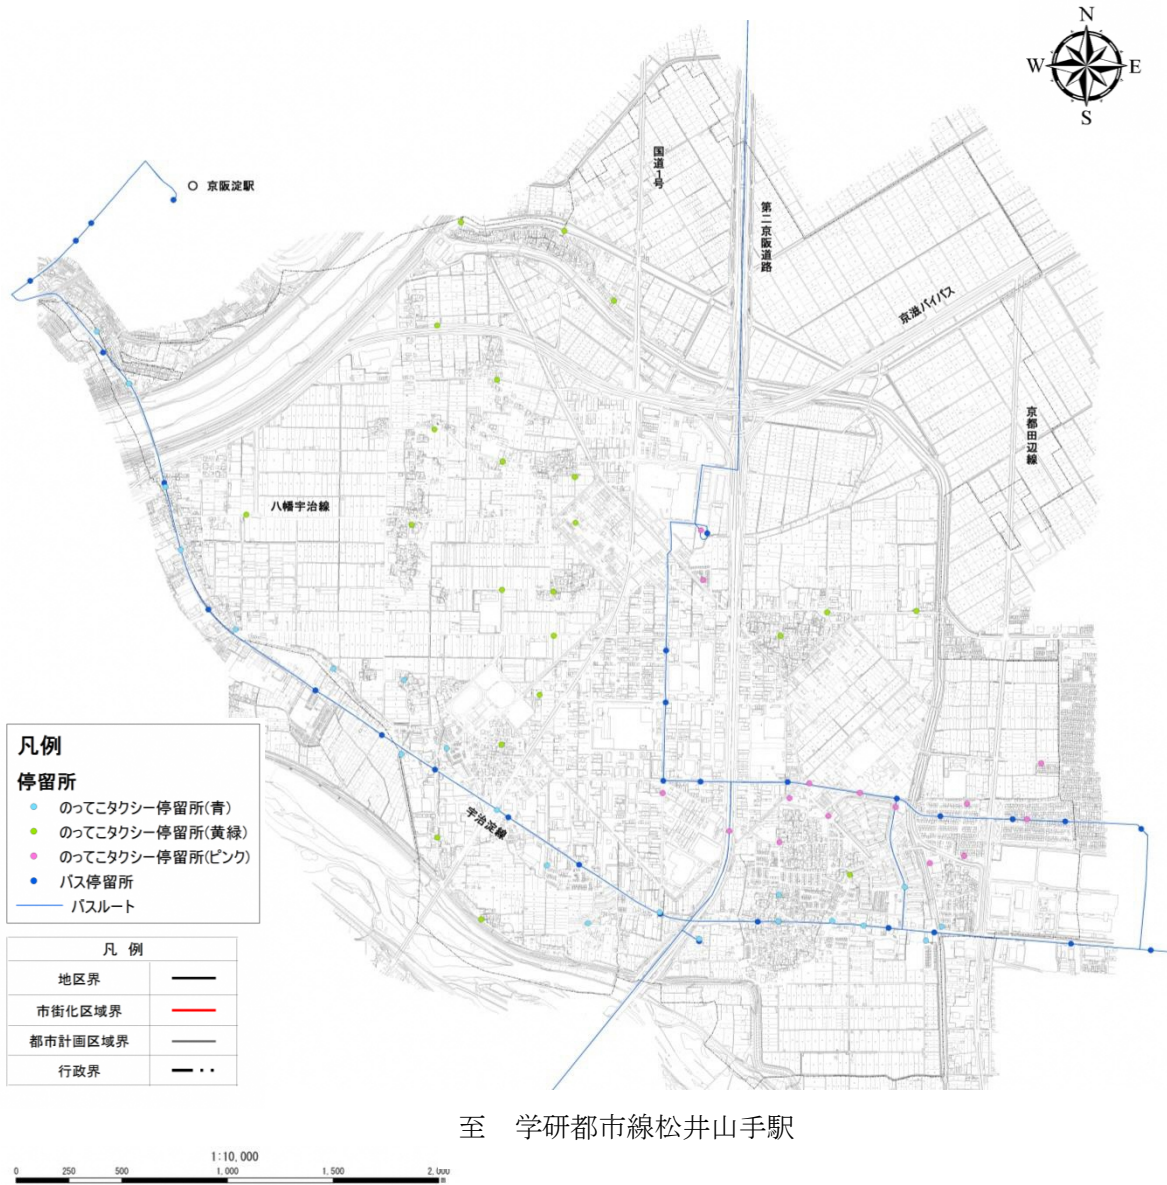 N
W
E
S
国道1号
京阪淀駅
第二京阪道路
京滋バイパス
京都田辺線
八幡宇治線
宇治淀線
凡例
停留所
のってこタクシー停留所(青)
のってこタクシー停留所(黄緑)
のってこタクシー停留所(ピンク)
バス停留所
バスルート
凡 例
地区界
市街化区域界
都市計画区域界
行政界
至　学研都市線松井山手駅
1:10,000
0 250 500 1,000 1,500
m